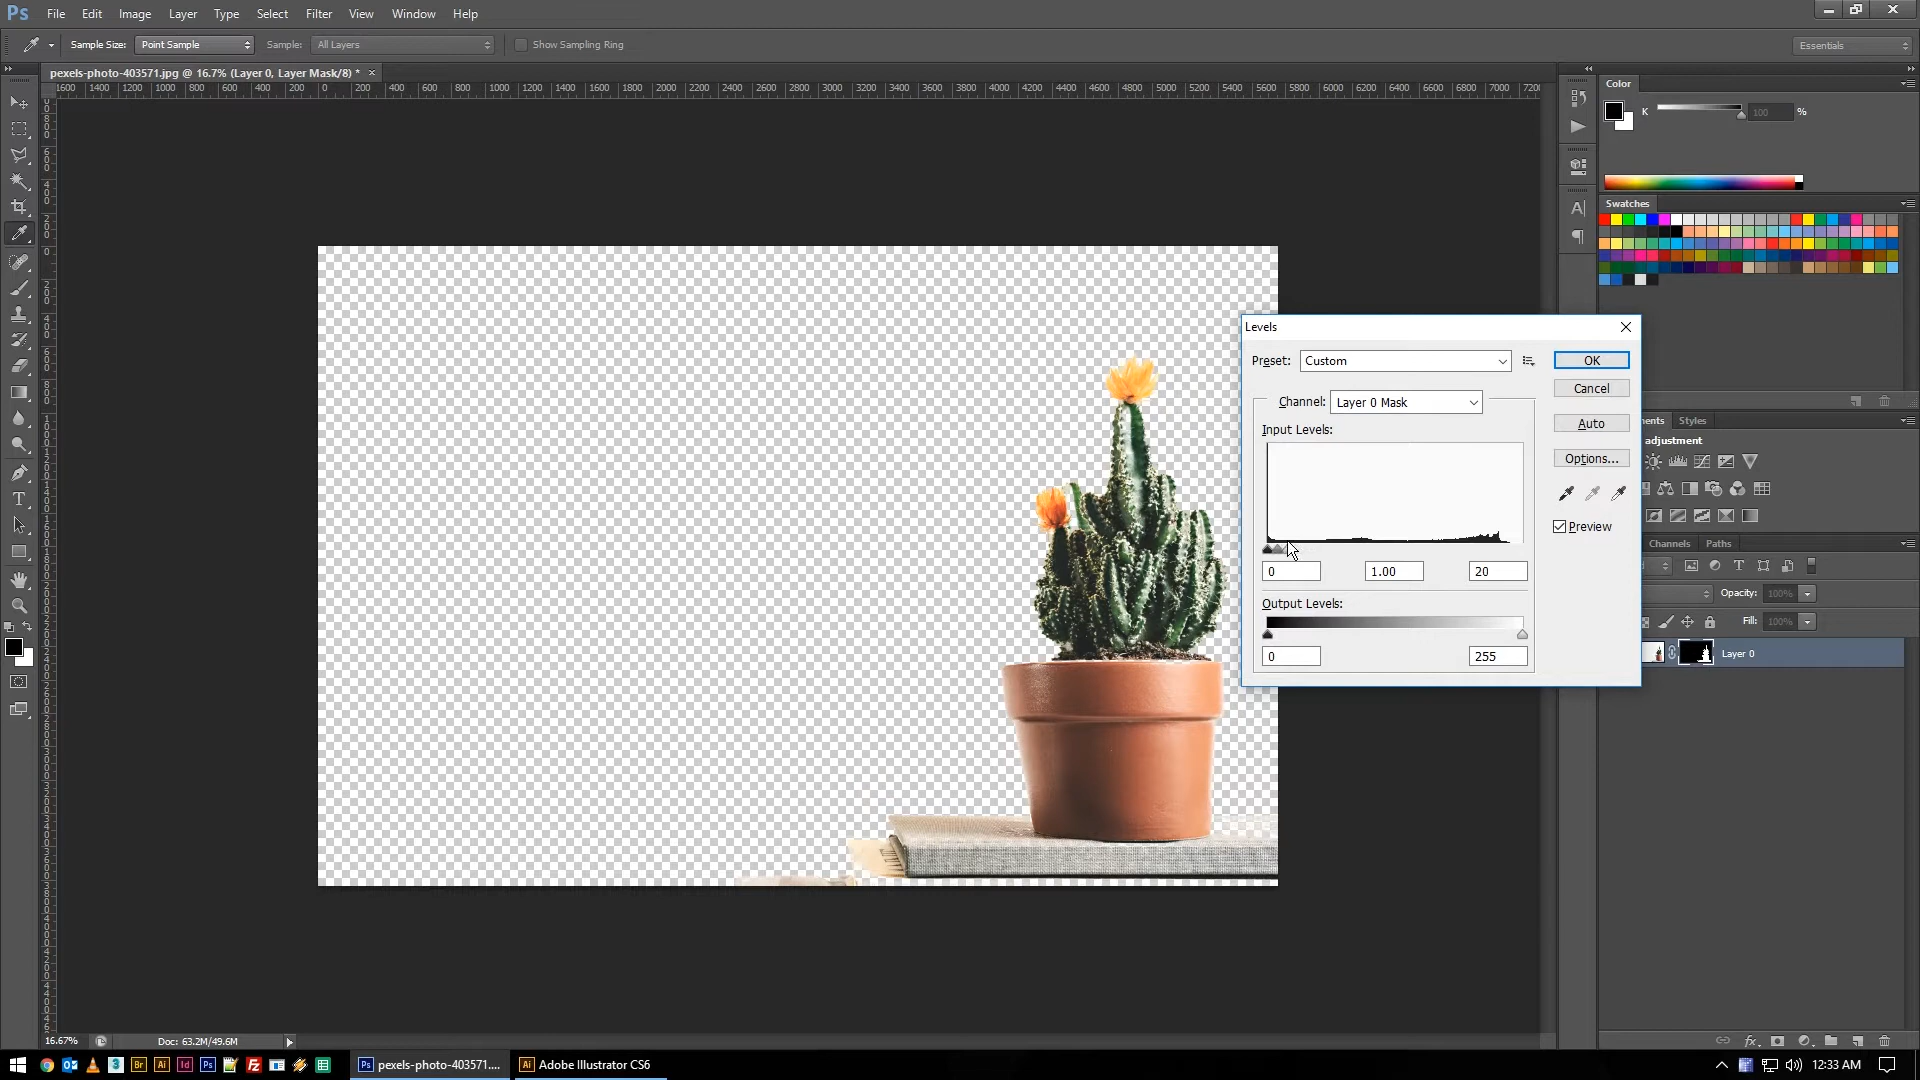 Ps File Edit Image Layer Type Select Filter View Window Help
Sample Size: Point Sample Sample: All Layers Show Sampling Ring Essentials
pexels-photo-403571.jpg @ 16.7% (Layer 0, Layer Mask/8) * ×
1600 1400 1200 1000 800 600 400 200 0 200 400 600 800 1000 1200 1400 1600 1800 2000 2200 2400 2600 2800 3000 3200 3400 3600 3800 4000 4200 4400 4600 4800 5000 5200 5400 5600 5800 6000 6200 6400 6600 6800 7000 720
Color
K 100 %
Swatches
Levels
Preset: Custom OK
Cancel
Channel: Layer 0 Mask
Auto
Input Levels:
Options...
Preview
0 1.00 20
Output Levels:
0 255
ments Styles
adjustment
Channels Paths
Opacity: 100%
Fill: 100%
Layer 0
16.67% Doc: 63.2M/49.6M
pexels-photo-403571.... Adobe Illustrator CS6 12:33 AM